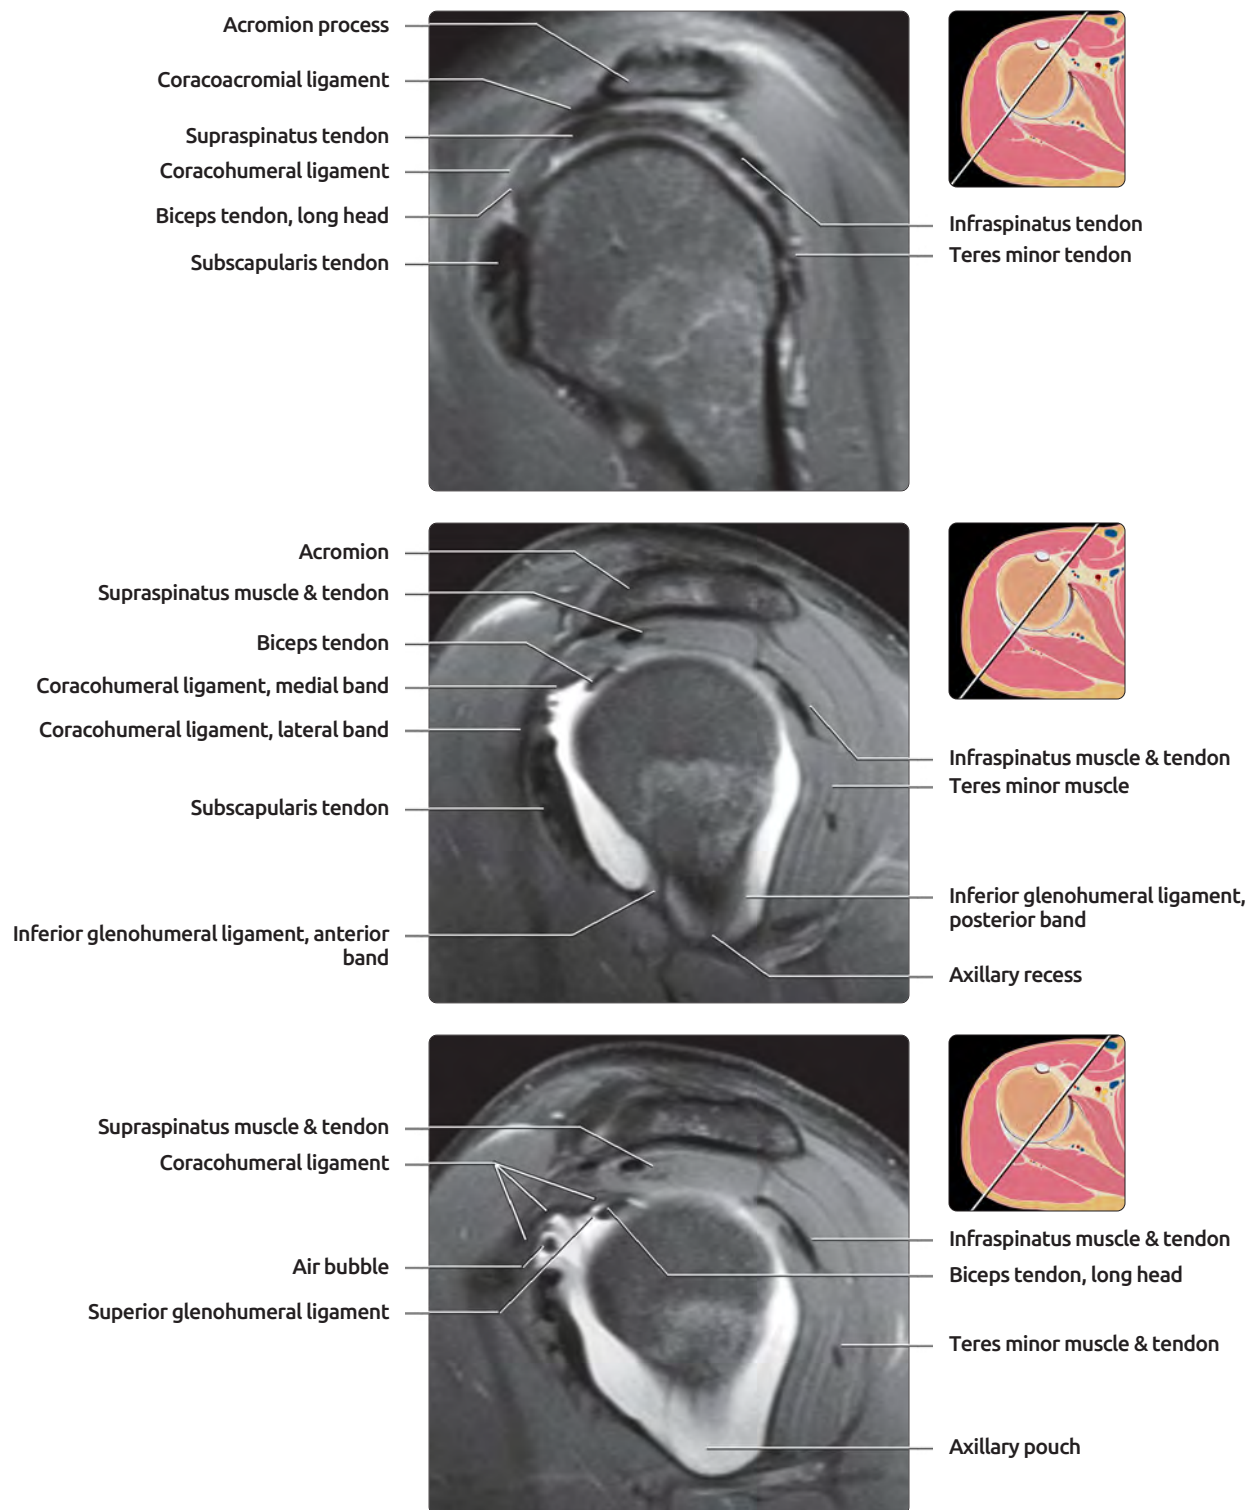 Acromion process
Coracoacromial ligament
Supraspinatus tendon
Coracohumeral ligament
Biceps tendon, long head
Subscapularis tendon
Infraspinatus tendon
Teres minor tendon
Acromion
Supraspinatus muscle & tendon
Biceps tendon
Coracohumeral ligament, medial band
Coracohumeral ligament, lateral band
Subscapularis tendon
Inferior glenohumeral ligament, anterior
band
Infraspinatus muscle & tendon
Teres minor muscle
Inferior glenohumeral ligament,
posterior band
Axillary recess
Supraspinatus muscle & tendon
Coracohumeral ligament
Air bubble
Superior glenohumeral ligament
Infraspinatus muscle & tendon
Biceps tendon, long head
Teres minor muscle & tendon
Axillary pouch